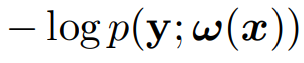 − log p(y; ω(x))